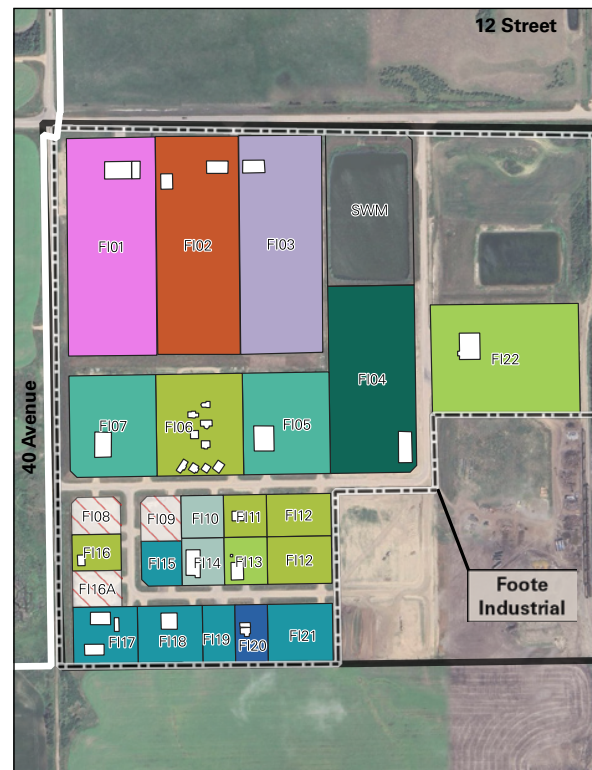 12 Street
SWM
FI01
FI02
FI03
FI22
FI04
40 Avenue
FI07
FI06
FI05
FI08
FI09
FI10
FI11
FI12
FI16
FI15
FI14
FI13
FI12
FI16A
Foote
Industrial
FI17
FI18
FI19
FI20
FI21